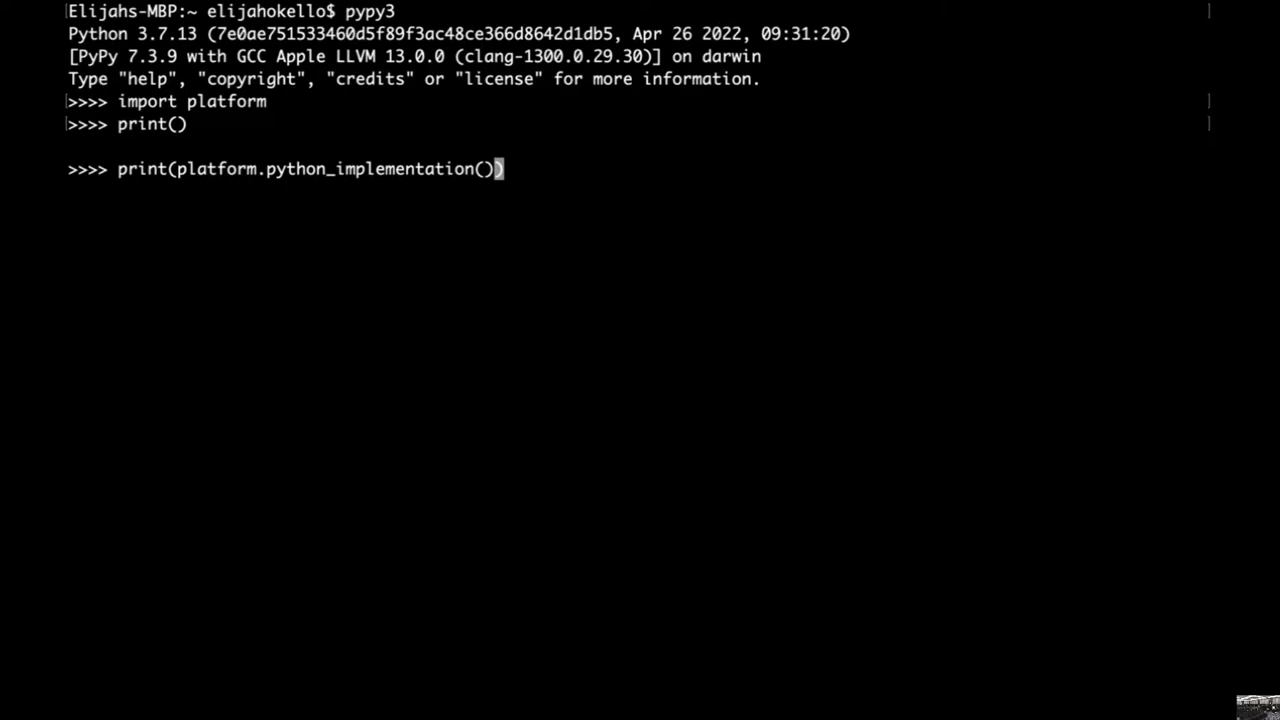 Elijahs-MBP:~ elijahokello$ pypy3
Python 3.7.13 (7e0ae751533460d5f89f3ac48ce366d8642d1db5, Apr 26 2022, 09:31:20)
[PyPy 7.3.9 with GCC Apple LLVM 13.0.0 (clang-1300.0.29.30)] on darwin
Type "help", "copyright", "credits" or "license" for more information.
>>>> import platform
>>>> print()
>>>> print(platform.python_implementation())